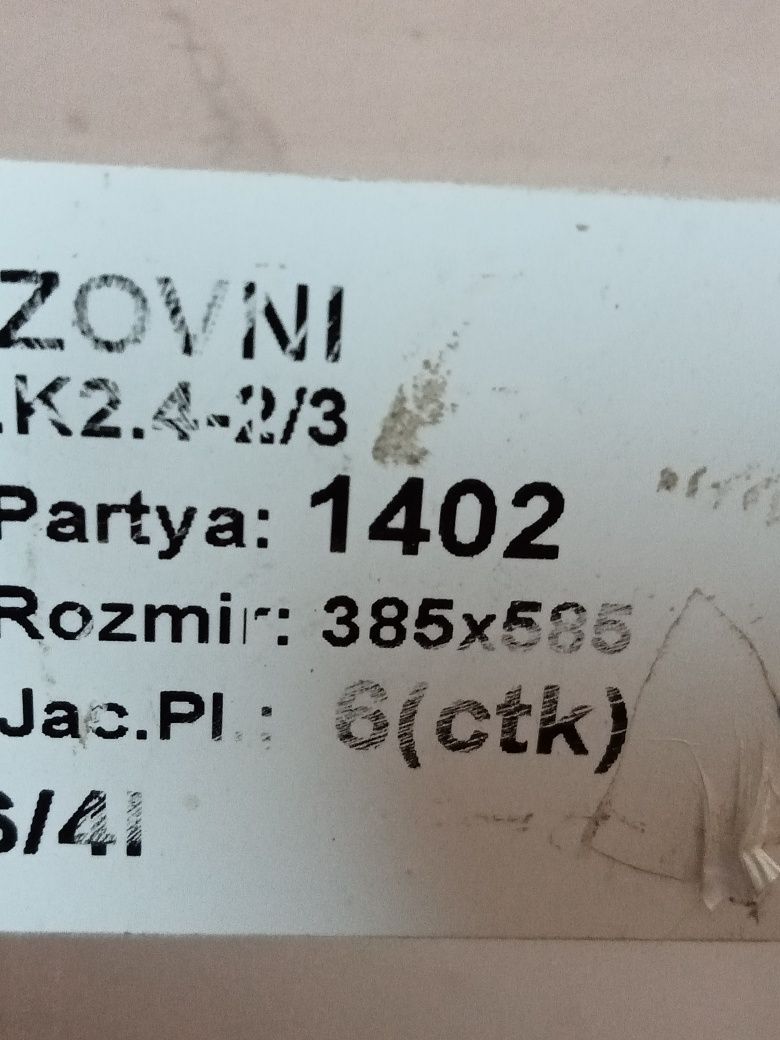 ZOVNI
.K2.4-2/3
Partya: 1402
Rozmir: 385x585
Jac.Pl.: 6(ctk)
6/4I